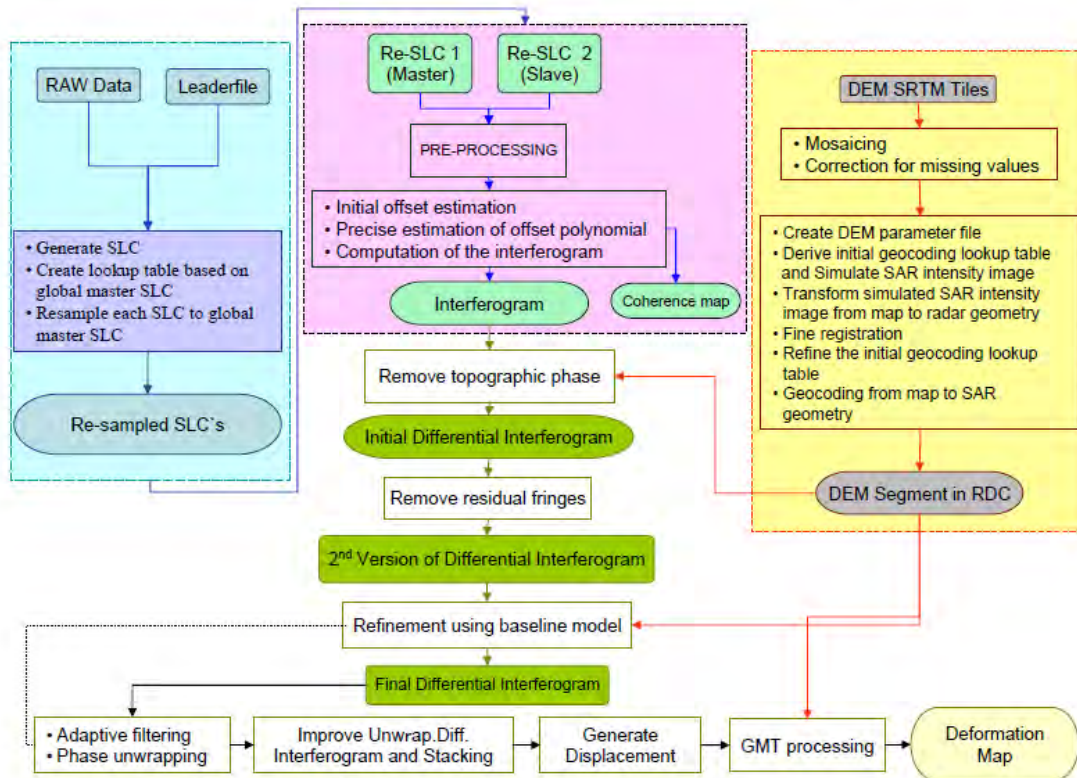 RAW Data
Leaderfile
• Generate SLC
• Create lookup table based on
global master SLC
• Resample each SLC to global
master SLC
Re-sampled SLC`s
Re-SLC 1
(Master)
Re-SLC 2
(Slave)
PRE-PROCESSING
• Initial offset estimation
• Precise estimation of offset polynomial
• Computation of the interferogram
Interferogram
Coherence map
DEM SRTM Tiles
• Mosaicing
• Correction for missing values
• Create DEM parameter file
• Derive initial geocoding lookup table
and Simulate SAR intensity image
• Transform simulated SAR intensity
image from map to radar geometry
• Fine registration
• Refine the initial geocoding lookup
table
• Geocoding from map to SAR
geometry
DEM Segment in RDC
Remove topographic phase
Initial Differential Interferogram
Remove residual fringes
2nd Version of Differential Interferogram
Refinement using baseline model
Final Differential Interferogram
• Adaptive filtering
• Phase unwrapping
Improve Unwrap.Diff.
Interferogram and Stacking
Generate
Displacement
GMT processing
Deformation
Map